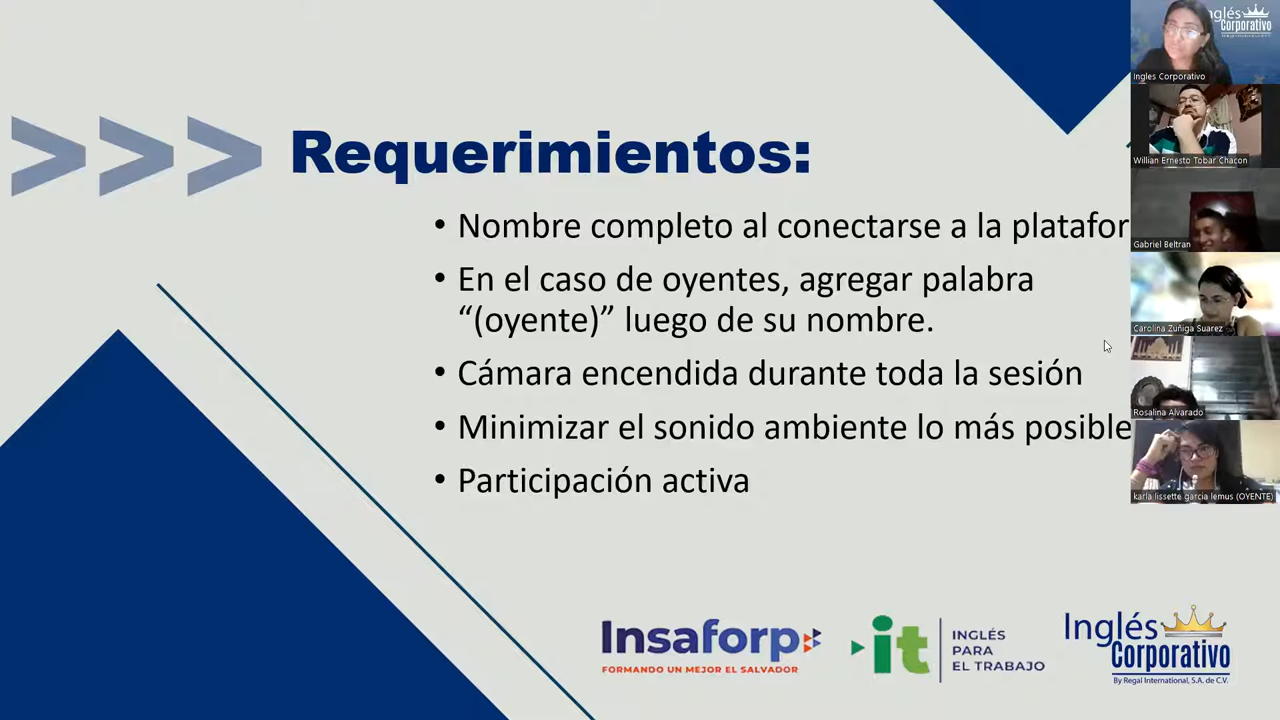 >>> Requerimientos:
• Nombre completo al conectarse a la platafor
• En el caso de oyentes, agregar palabra
“(oyente)” luego de su nombre.
• Cámara encendida durante toda la sesión
• Minimizar el sonido ambiente lo más posible
• Participación activa
Insaforp
FORMANDO UN MEJOR EL SALVADOR
it
INGLÉS
PARA
EL TRABAJO
Inglés
Corporativo
By Regal International, S.A. de C.V.
nglés
Corporativo
Ingles Corporativo
Willian Ernesto Tobar Chacon
Gabriel Beltran
Carolina Zuñiga Suarez
Rosalina Alvarado
karla lissette garcia lemus (OYENTE)